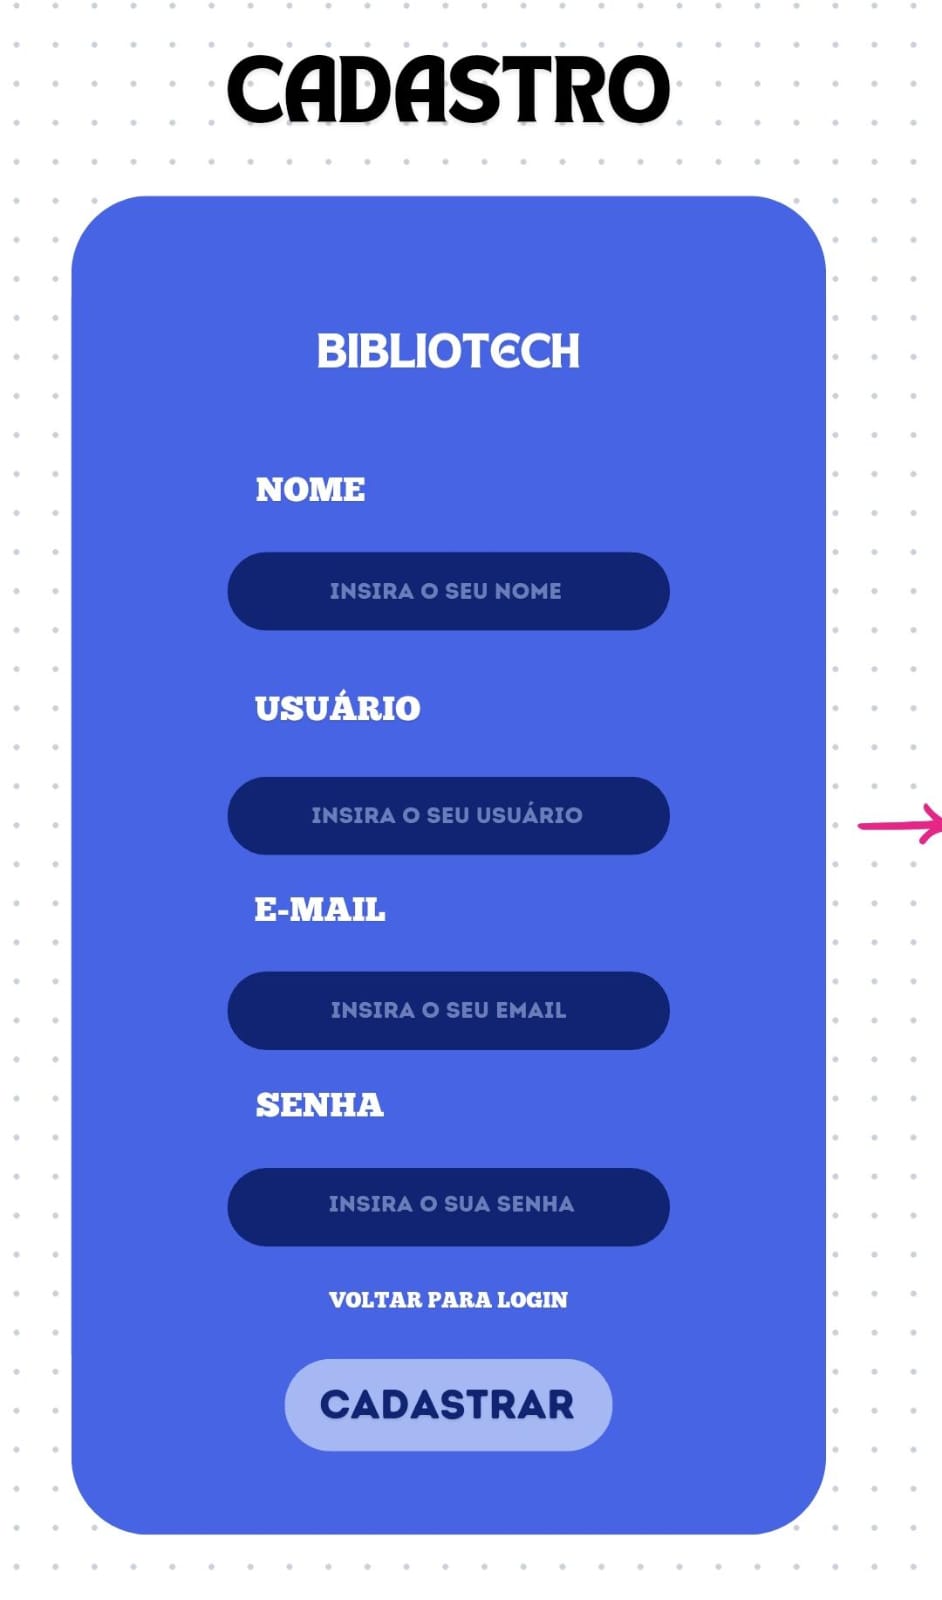 CADASTRO
BIBLIOTECH
NOME
INSIRA O SEU NOME
USUÁRIO
INSIRA O SEU USUÁRIO
E-MAIL
INSIRA O SEU EMAIL
SENHA
INSIRA O SUA SENHA
VOLTAR PARA LOGIN
CADASTRAR